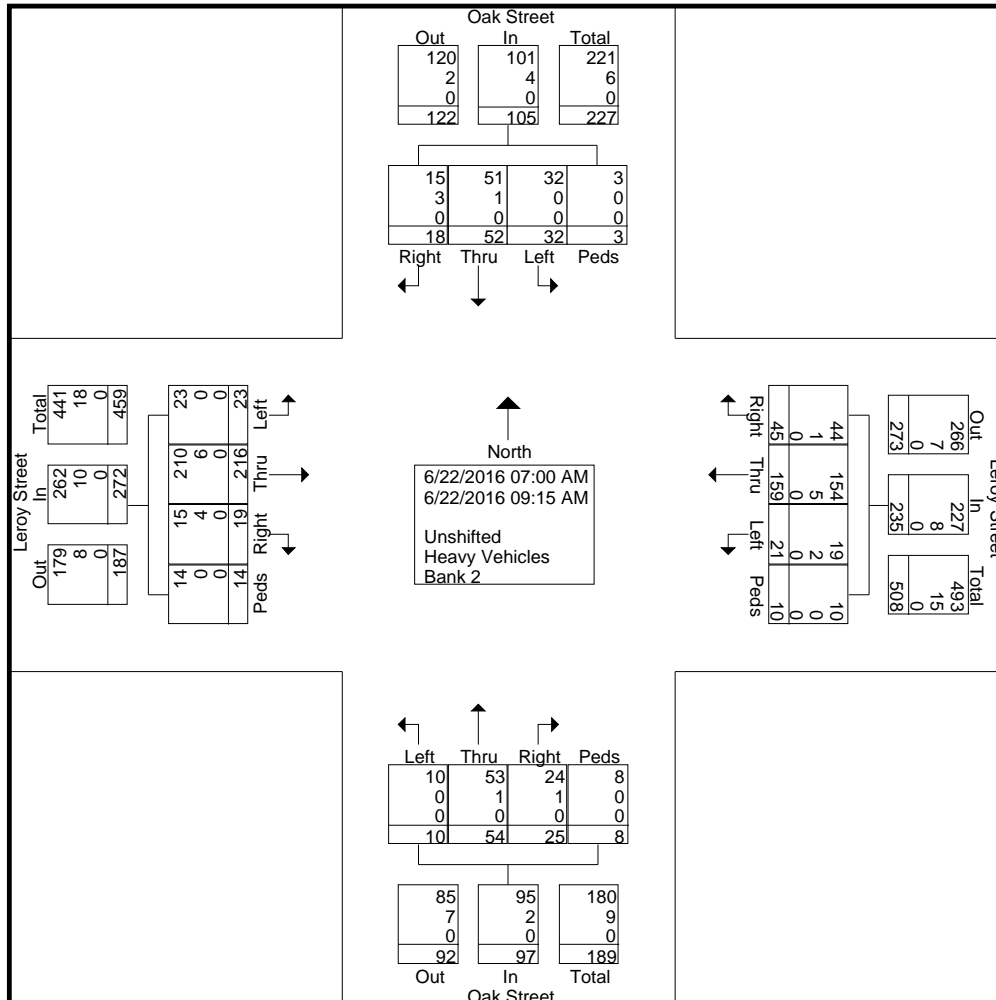 Oak Street
Out In Total
120 101 221
2 4 6
0 0 0
122 105 227
15 51 32 3
3 1 0 0
0 0 0 0
18 52 32 3
Right Thru Left Peds
Leroy Street
Total In Out
441 262 179
18 10 8
0 0 0
459 272 187
23 210 15 14
0 6 4 0
0 0 0 0
23 216 19 14
Left Thru Right Peds
North
6/22/2016 07:00 AM
6/22/2016 09:15 AM
Unshifted
Heavy Vehicles
Bank 2
Right Thru Left Peds
44 154 19 10
1 5 2 0
0 0 0 0
45 159 21 10
Out In Total
266 227 493
7 8 15
0 0 0
273 235 508
Leroy Street
Left Thru Right Peds
10 53 24 8
0 1 1 0
0 0 0 0
10 54 25 8
85 95 180
7 2 9
0 0 0
92 97 189
Out In Total
Oak Street